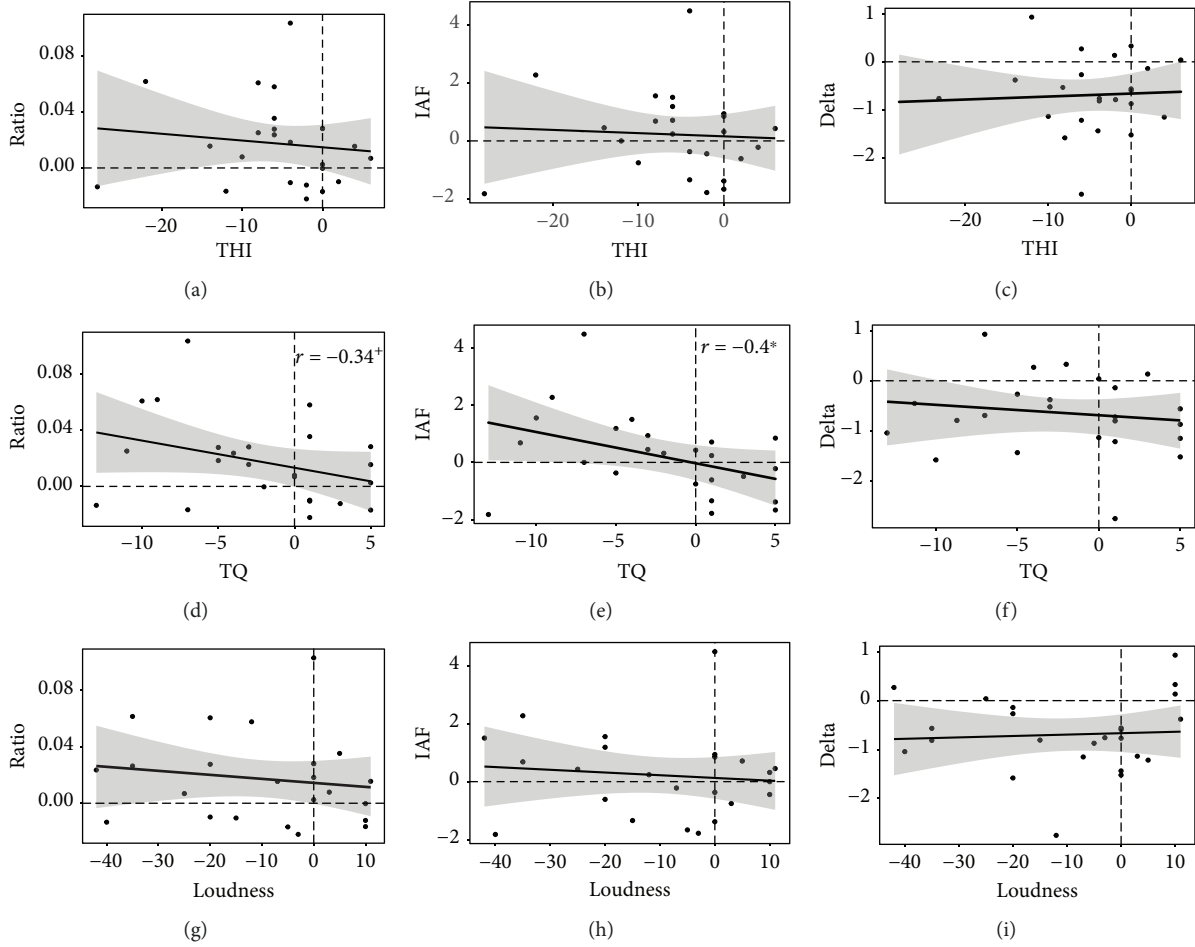 Ratio
0.08
0.04
0.00
−20
−10
0
THI
(a)
IAF
4
2
0
−2
−20
−10
0
THI
(b)
Delta
1
0
−1
−2
−20
−10
0
THI
(c)
Ratio
0.08
0.04
0.00
r = −0.34+
−10
−5
0
5
TQ
(d)
IAF
4
2
0
−2
r = −0.4*
−10
−5
0
5
TQ
(e)
Delta
1
0
−1
−2
−10
−5
0
5
TQ
(f)
Ratio
0.08
0.04
0.00
−40
−30
−20
−10
0
10
Loudness
(g)
IAF
4
2
0
−2
−40
−30
−20
−10
0
10
Loudness
(h)
Delta
1
0
−1
−2
−40
−30
−20
−10
0
10
Loudness
(i)